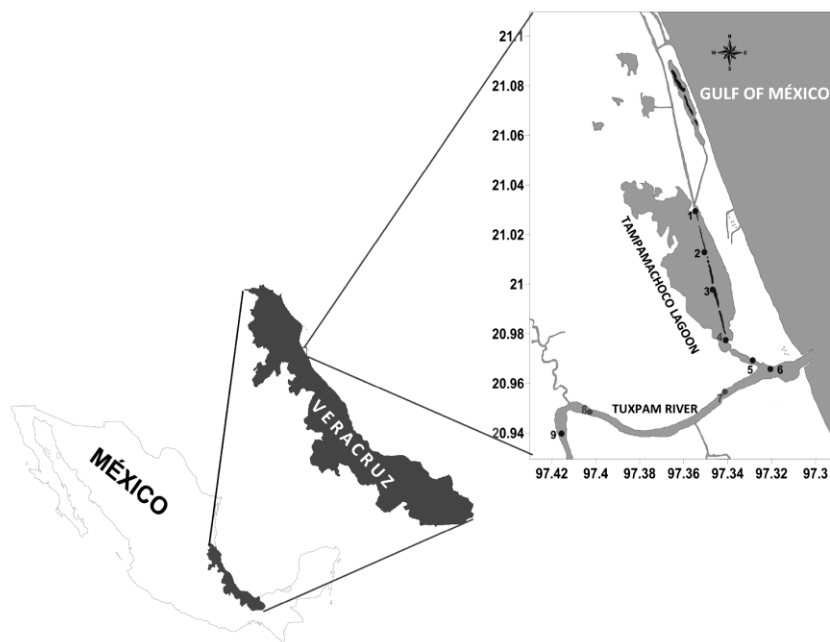 MÉXICO
VERACRUZ
21.1
21.08
21.06
21.04
21.02
21
20.98
20.96
20.94
N
W E
S
GULF OF MÉXICO
TAMPAMACHOCO LAGOON
1
2
3
4
5 6
7
8
9
TUXPAM RIVER
97.42 97.4 97.38 97.36 97.34 97.32 97.3